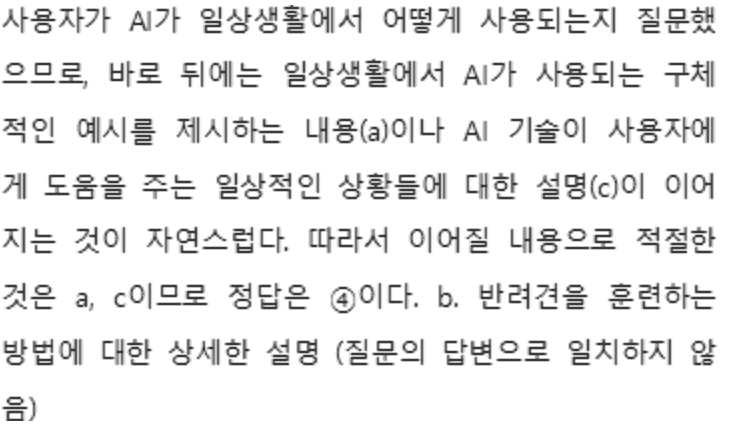 사용자가 AI가 일상생활에서 어떻게 사용되는지 질문했
으므로, 바로 뒤에는 일상생활에서 AI가 사용되는 구체
적인 예시를 제시하는 내용(a)이나 AI 기술이 사용자에
게 도움을 주는 일상적인 상황들에 대한 설명(c)이 이어
지는 것이 자연스럽다. 따라서 이어질 내용으로 적절한
것은 a, c이므로 정답은 ④이다. b. 반려견을 훈련하는
방법에 대한 상세한 설명 (질문의 답변으로 일치하지 않
음)